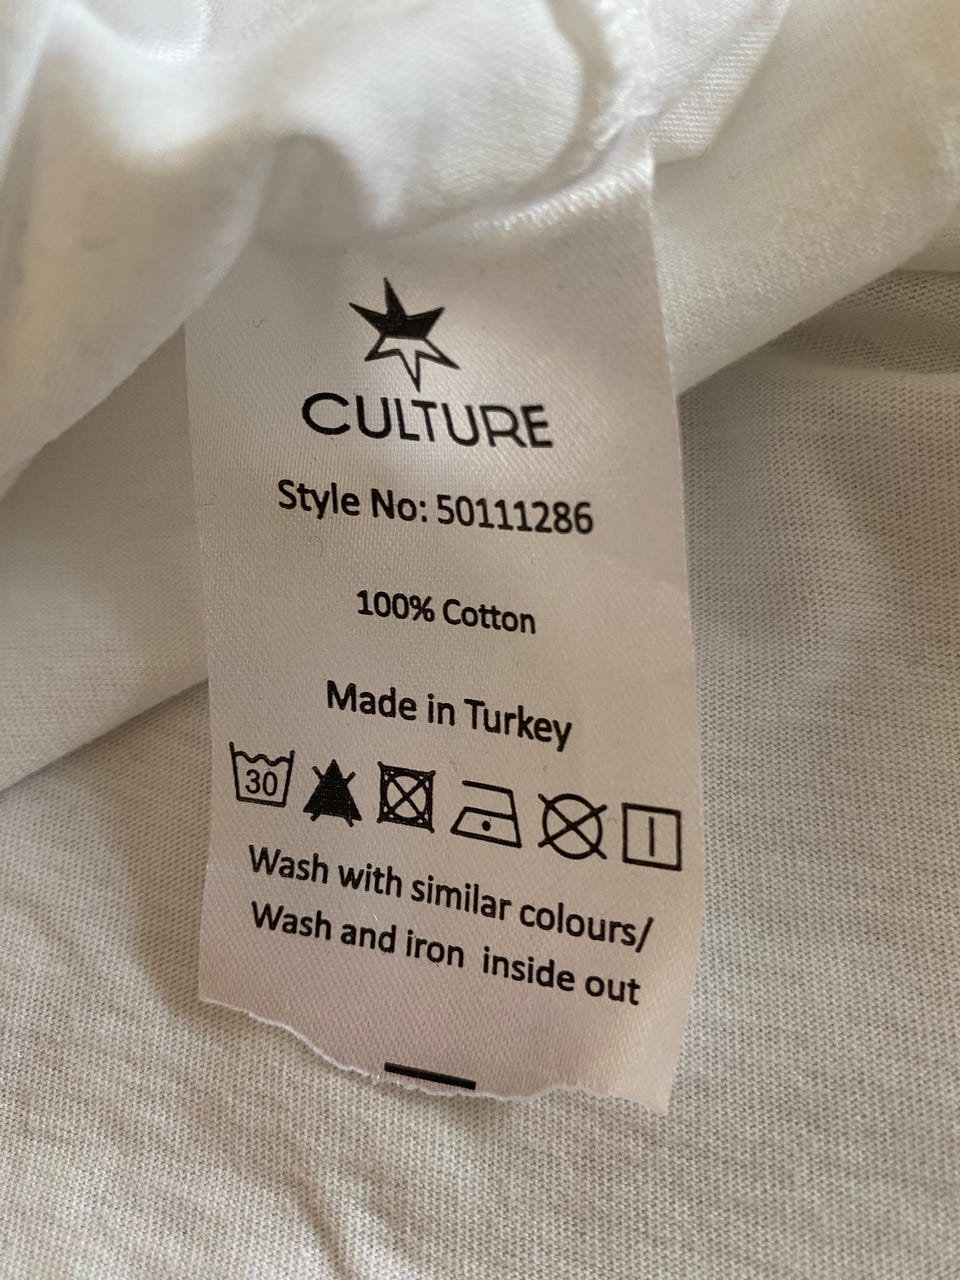 CULTURE
Style No: 50111286
100% Cotton
Made in Turkey
30
Wash with similar colours/
Wash and iron inside out